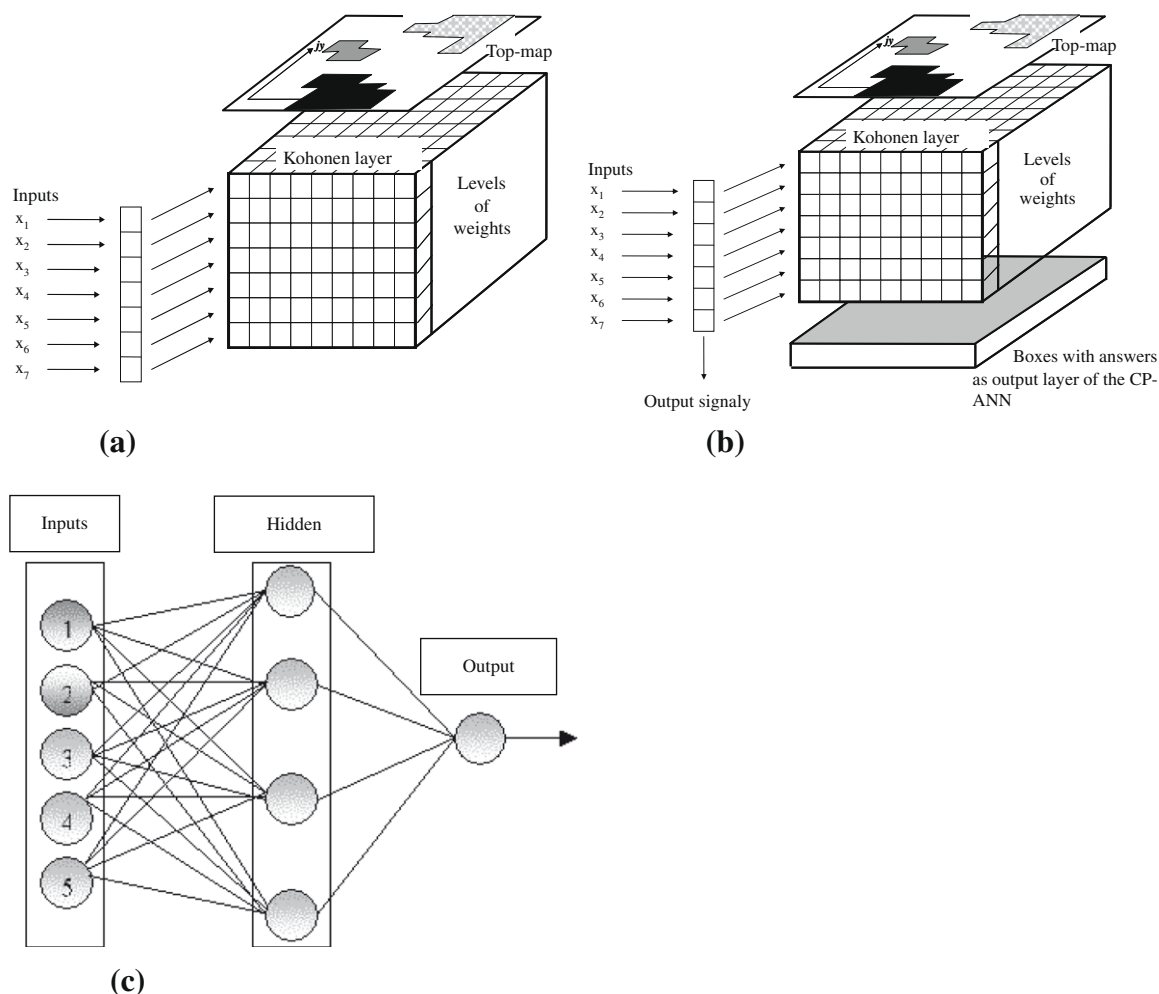 jy
Top-map
Kohonen layer
Inputs
x1
x2
x3
x4
x5
x6
x7
Levels
of
weights
(a)
jy
Top-map
Kohonen layer
Inputs
x1
x2
x3
x4
x5
x6
x7
Levels
of
weights
Output signaly
Boxes with answers
as output layer of the CP-
ANN
(b)
Inputs
Hidden
Output
1
2
3
4
5
(c)